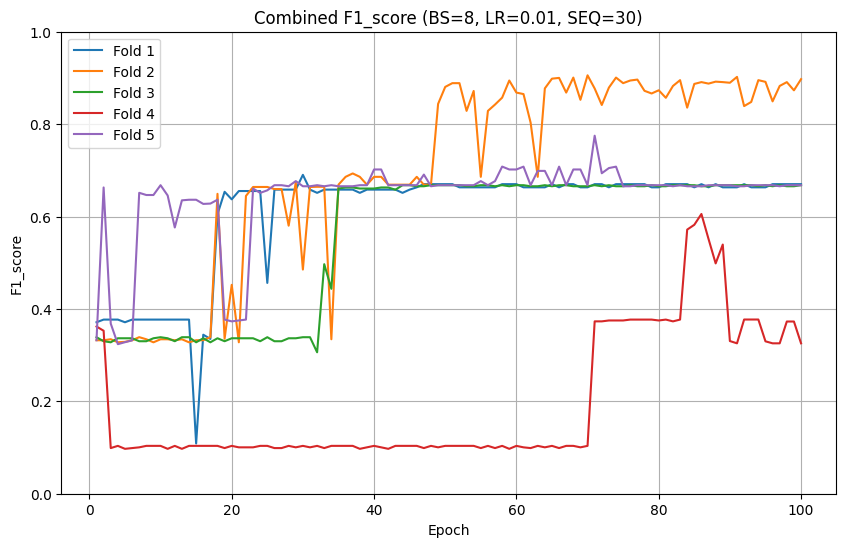 Combined F1_score (BS=8, LR=0.01, SEQ=30)
Fold 1
Fold 2
Fold 3
Fold 4
Fold 5
F1_score
1.0
0.8
0.6
0.4
0.2
0.0
0 20 40 60 80 100
Epoch